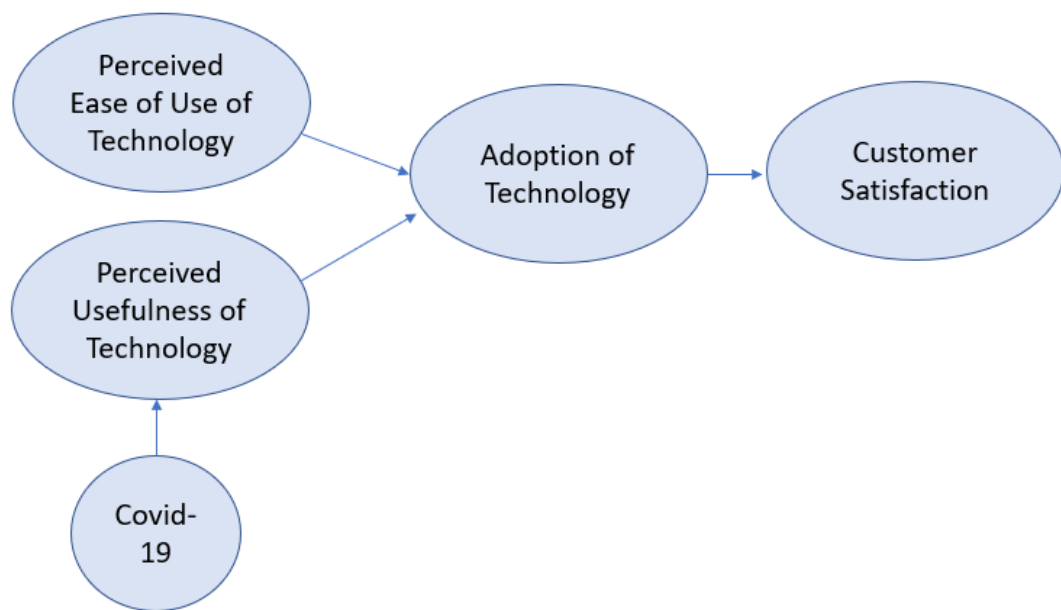 Perceived
Ease of Use of
Technology
Adoption of
Technology
Customer
Satisfaction
Perceived
Usefulness of
Technology
Covid-
19